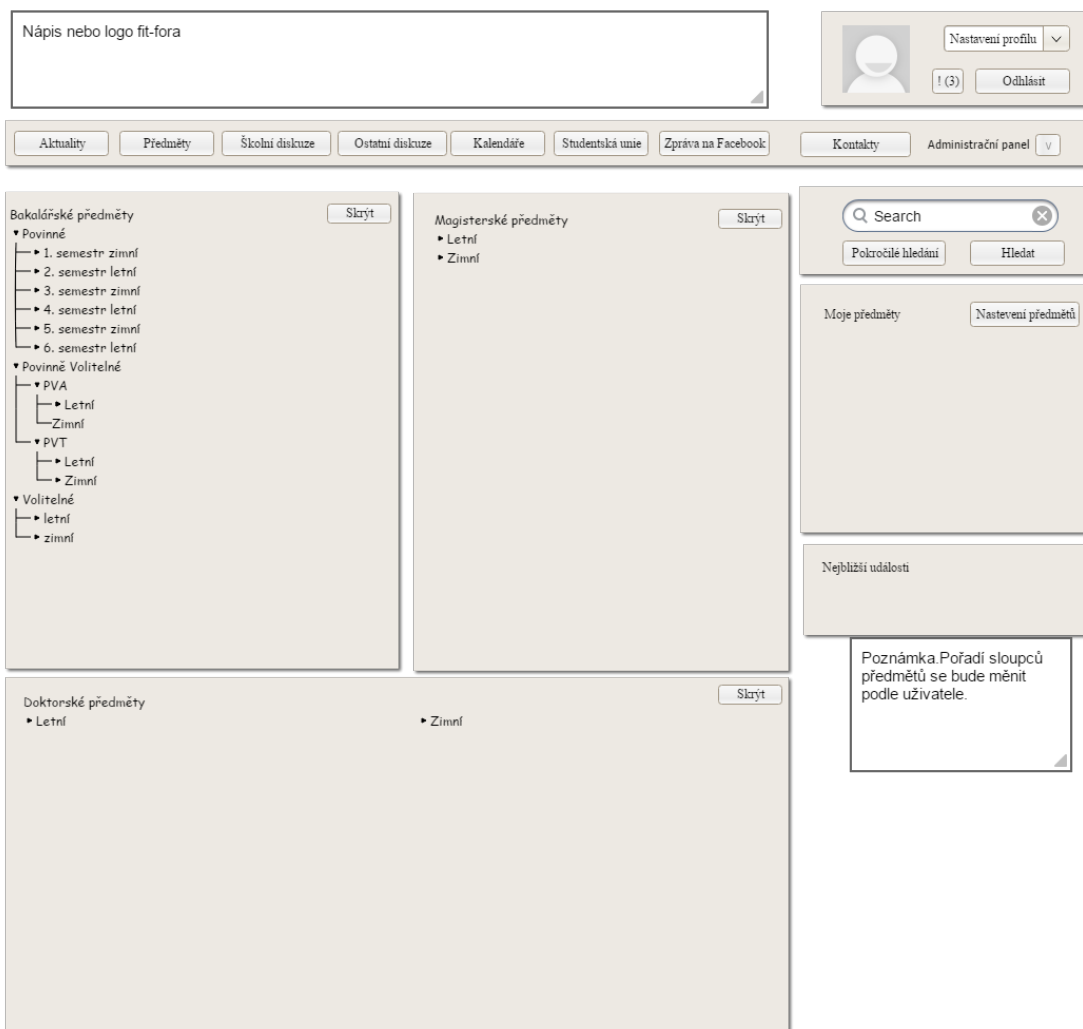 Nápis nebo logo fit-fora
Nastavení profilu
! (3)
Odhlásit
Aktuality
Předměty
Školní diskuze
Ostatní diskuze
Kalendáře
Studentská unie
Zpráva na Facebook
Kontakty
Administrační panel
V
Bakalářské předměty
Skrýt
Povinné
1. semestr zimní
2. semestr letní
3. semestr zimní
4. semestr letní
5. semestr zimní
6. semestr letní
Povinně Volitelné
PVA
Letní
Zimní
PVT
Letní
Zimní
Volitelné
letní
zimní
Magisterské předměty
Skrýt
Letní
Zimní
Search
Pokročilé hledání
Hledat
Moje předměty
Nastevení předmětů
Nejbližší události
Poznámka.Pořadí sloupců
předmětů se bude měnit
podle uživatele.
Doktorské předměty
Skrýt
Letní
Zimní